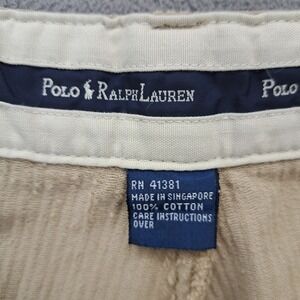 POLO RALPH LAUREN POLO
RN 41381
MADE IN SINGAPORE
100% COTTON
CARE INSTRUCTIONS
OVER